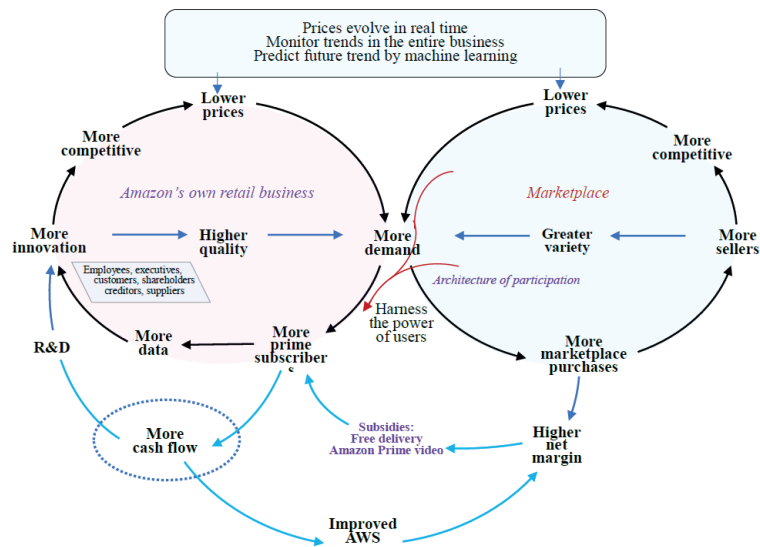 Prices evolve in real time
Monitor trends in the entire business
Predict future trend by machine learning
Lower
prices
Lower
prices
More
competitive
More
competitive
Amazon's own retail business
Marketplace
More
innovation
Higher
quality
More
demand
Greater
variety
More
sellers
Employees, executives,
customers, shareholders
creditors, suppliers
Architecture of participation
Harness
the power
of users
R&D
More
data
More
prime
subscriber
s
More
marketplace
purchases
More
cash flow
Subsidies:
Free delivery
Amazon Prime video
Higher
net
margin
Improved
AWS